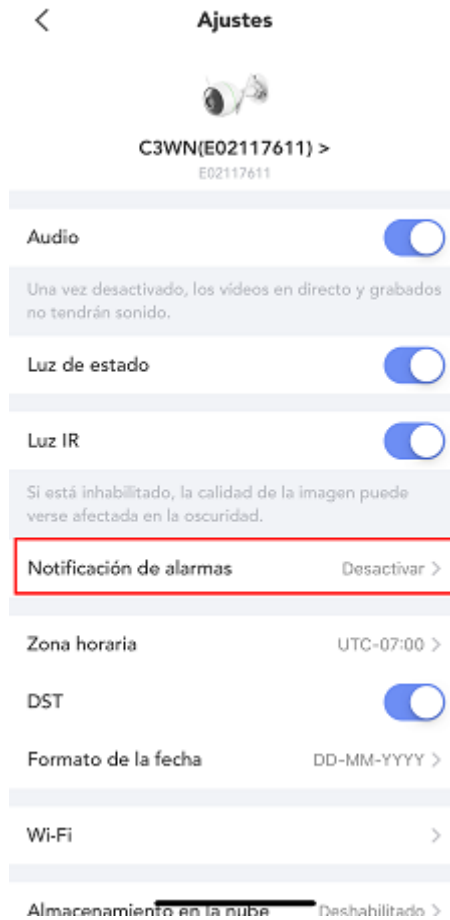 Ajustes
C3WN(E02117611) >
E02117611
Audio
Una vez desactivado, los vídeos en directo y grabados
no tendrán sonido.
Luz de estado
Luz IR
Si está inhabilitado, la calidad de la imagen puede
verse afectada en la oscuridad.
Notificación de alarmas Desactivar >
Zona horaria UTC-07:00 >
DST
Formato de la fecha DD-MM-YYYY >
Wi-Fi >
Almacenamiento en la nube Deshabilitado >